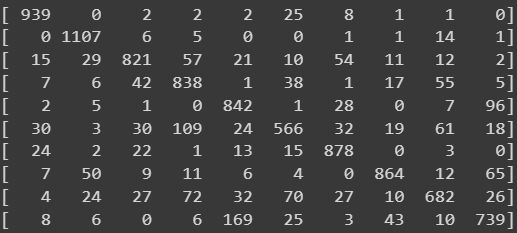 [ 939 0 2 2 2 25 8 1 1 0]
[ 0 1107 6 5 0 0 1 1 14 1]
[ 15 29 821 57 21 10 54 11 12 2]
[ 7 6 42 838 1 38 1 17 55 5]
[ 2 5 1 0 842 1 28 0 7 96]
[ 30 3 30 109 24 566 32 19 61 18]
[ 24 2 22 1 13 15 878 0 3 0]
[ 7 50 9 11 6 4 0 864 12 65]
[ 4 24 27 72 32 70 27 10 682 26]
[ 8 6 0 6 169 25 3 43 10 739]